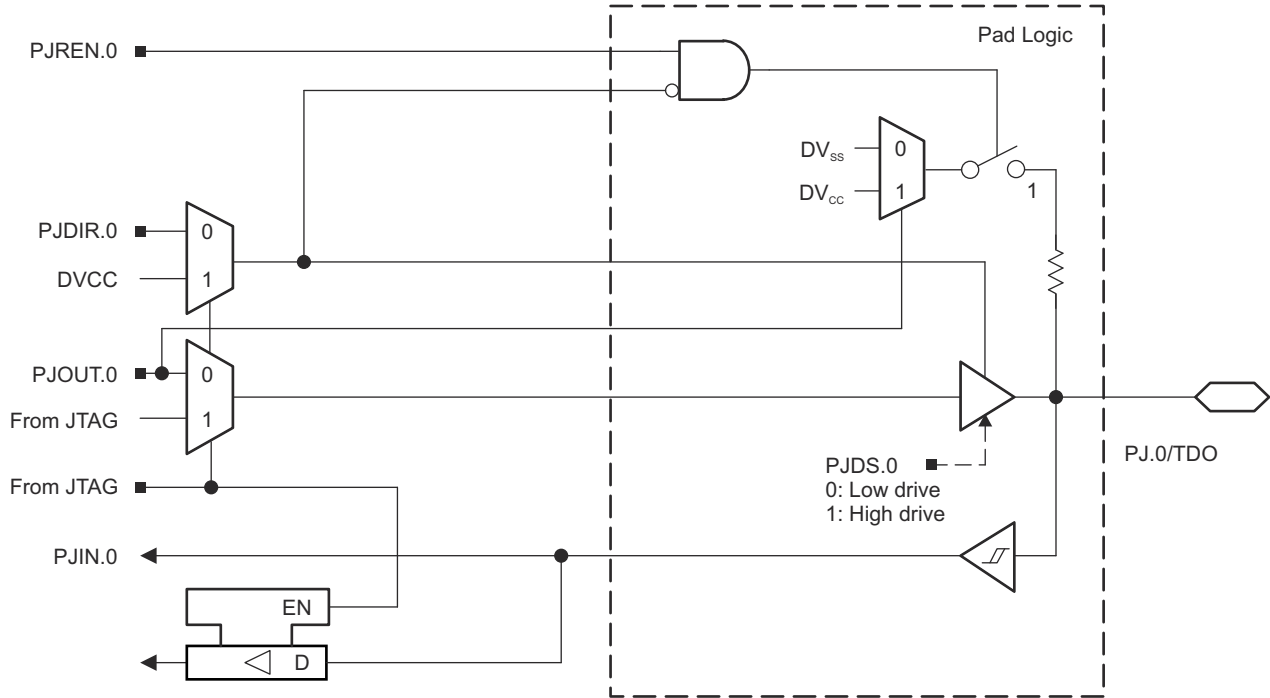 Pad Logic
PJREN.0
DVSS
0
DVCC
1
1
PJDIR.0
0
DVCC
1
PJOUT.0
0
From JTAG
1
PJ.0/TDO
PJDS.0
0: Low drive
1: High drive
From JTAG
PJIN.0
EN
D